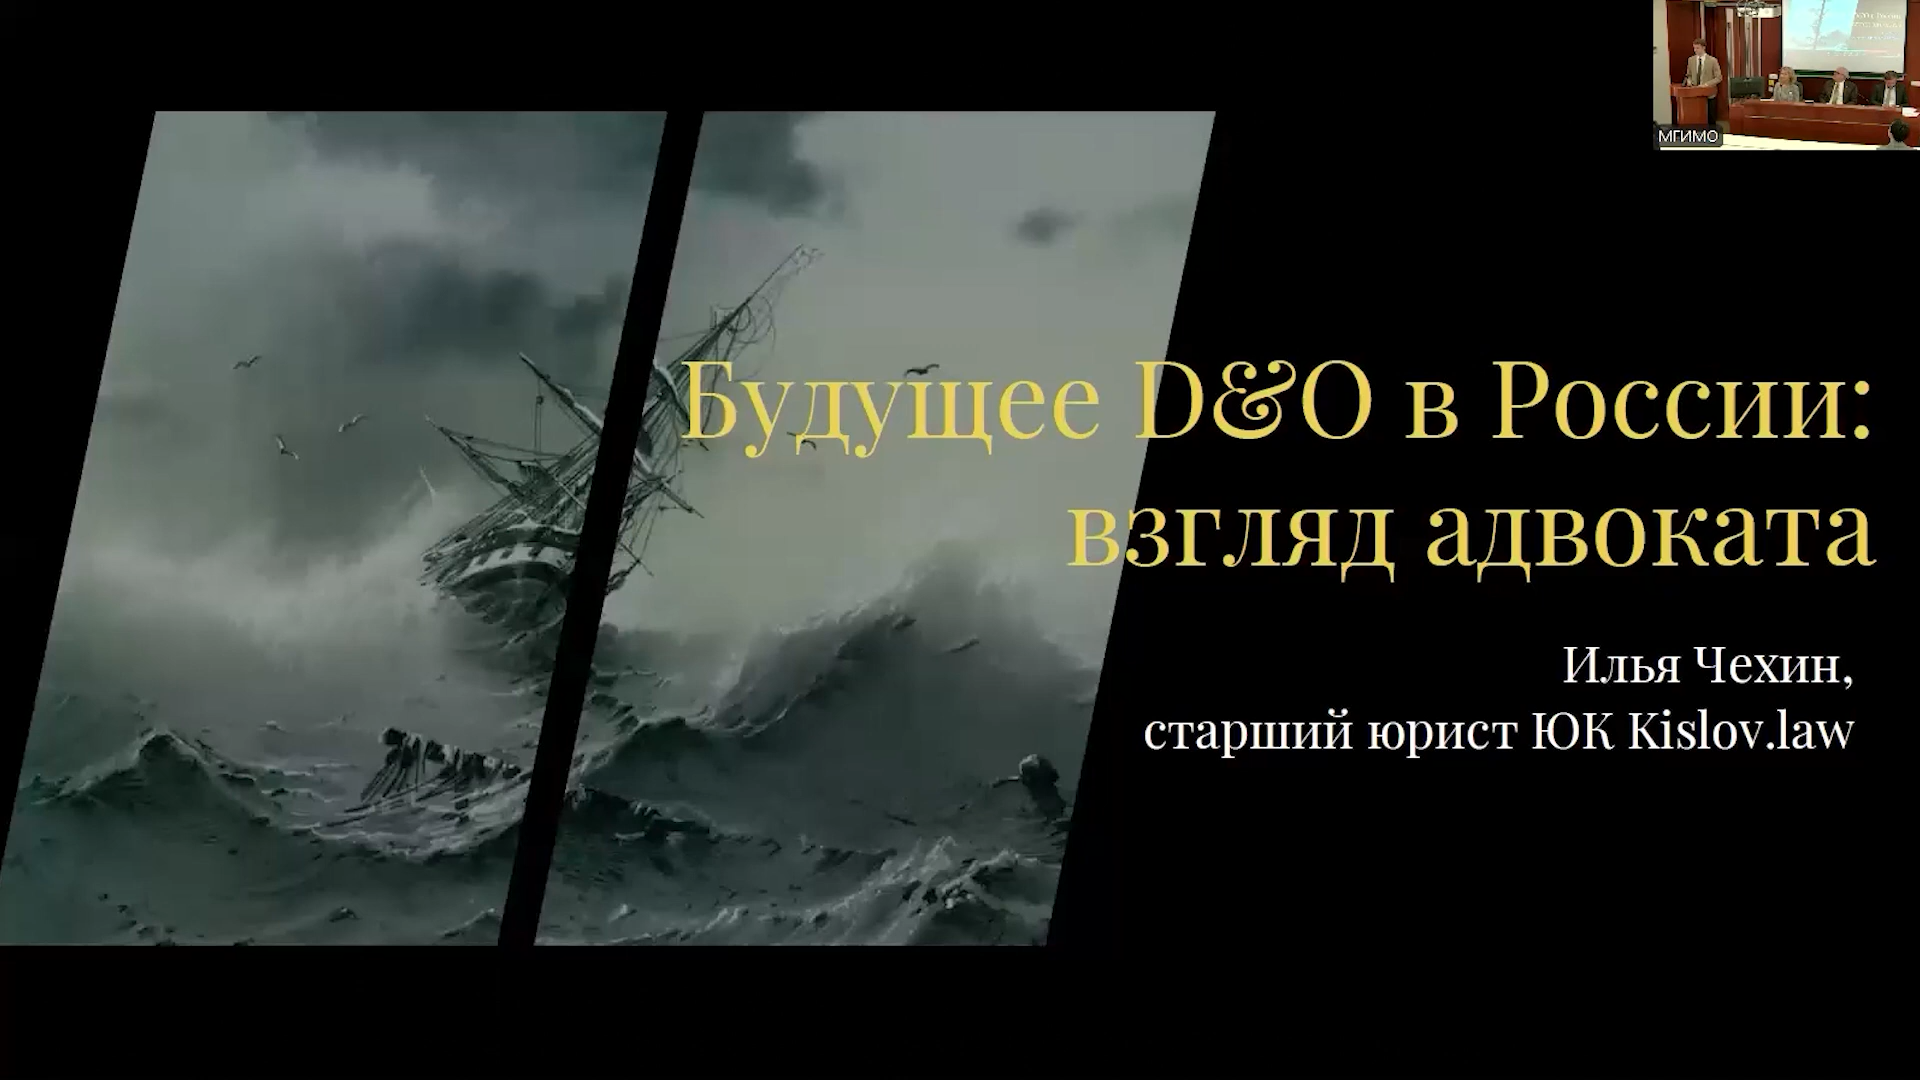 МГИМО
Будущее D&O в России:
взгляд адвоката
Илья Чехин,
старший юрист ЮК Kislov.law